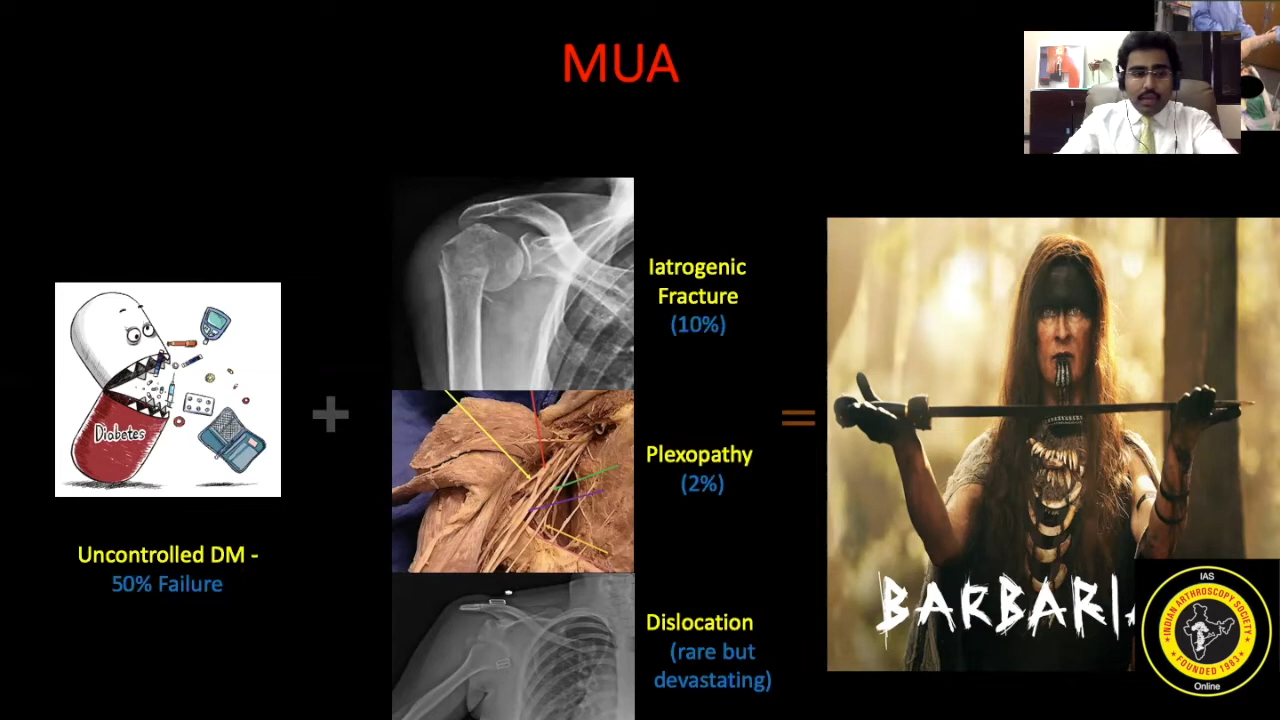 MUA
Iatrogenic
Fracture
(10%)
Diabetes
Plexopathy
(2%)
Uncontrolled DM -
50% Failure
Dislocation
(rare but
devastating)
BARBARI
IAS
INDIAN ARTHROSCOPY SOCIETY
FOUNDED 1983
Online